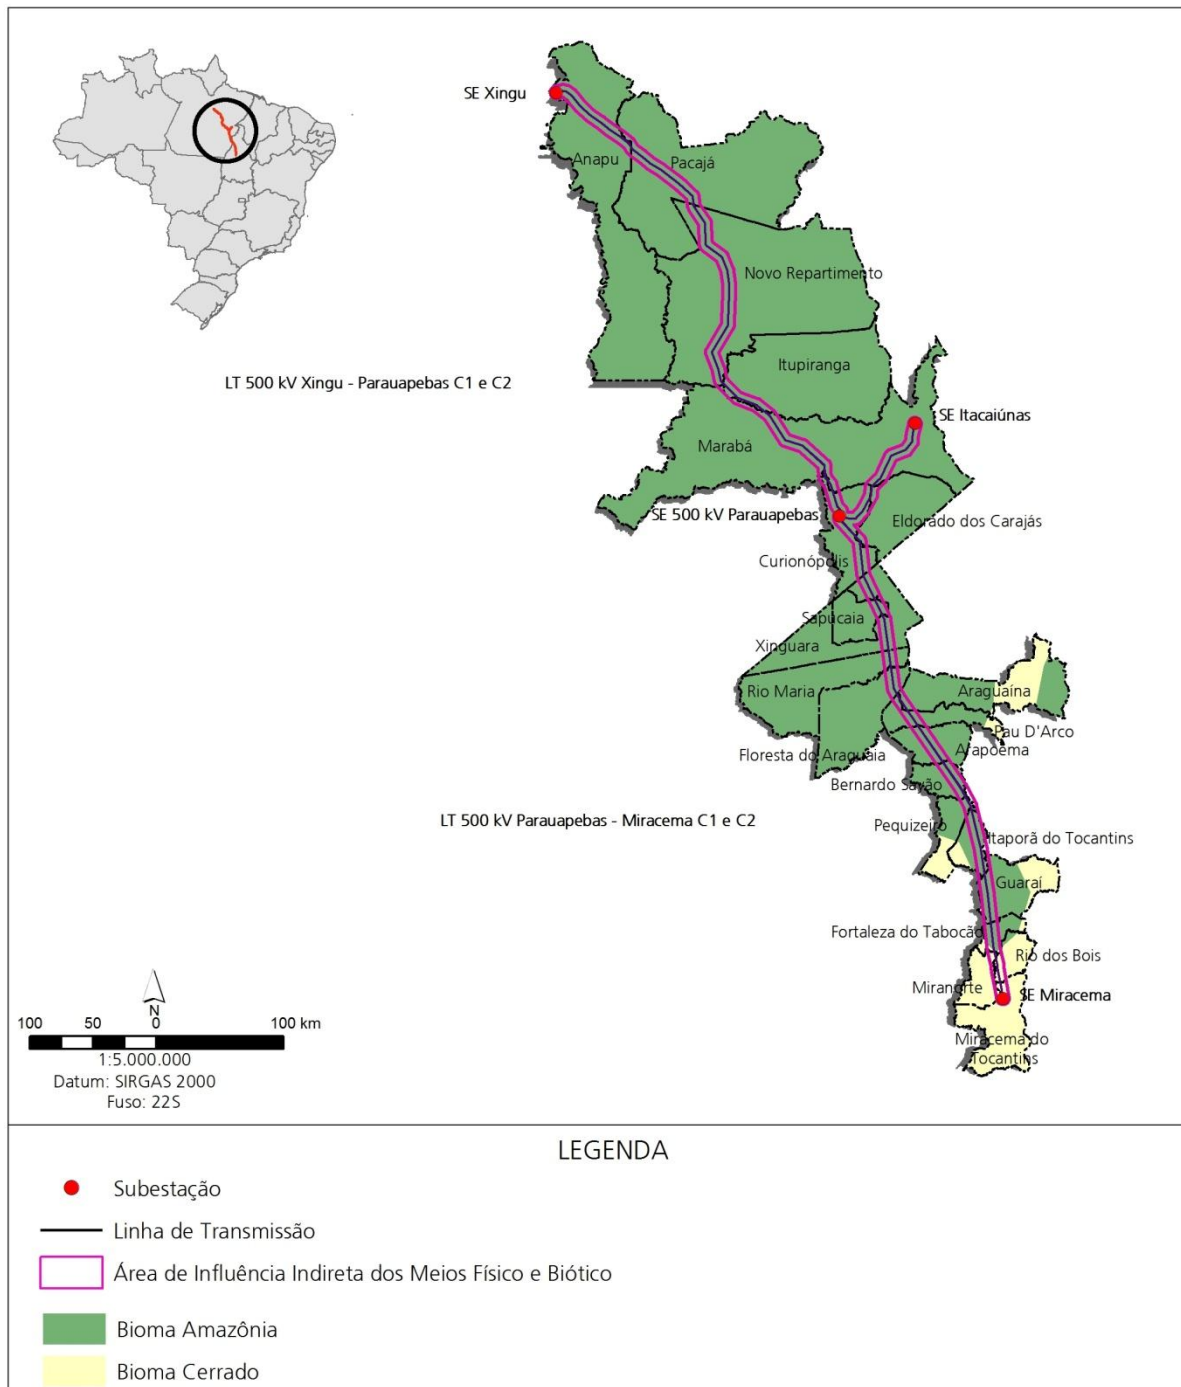 SE Xingu
Anapu
Pacajá
Novo Repartimento
Itupiranga
LT 500 kV Xingu - Parauapebas C1 e C2
SE Itacaiúnas
Marabá
SE 500 kV Parauapebas
Eldorado dos Carajás
Curionópolis
Sapucaia
Xinguara
Rio Maria
Araguaína
Pau D'Arco
Arapoema
Floresta do Araguaia
Bernardo Sayão
LT 500 kV Parauapebas - Miracema C1 e C2
Pequizeiro
Itaporã do Tocantins
Guaraí
Fortaleza do Tabocão
Rio dos Bois
Miranorte
SE Miracema
Miracema do
Tocantins
N
100 50 0 100 km
1:5.000.000
Datum: SIRGAS 2000
Fuso: 22S
LEGENDA
Subestação
Linha de Transmissão
Área de Influência Indireta dos Meios Físico e Biótico
Bioma Amazônia
Bioma Cerrado